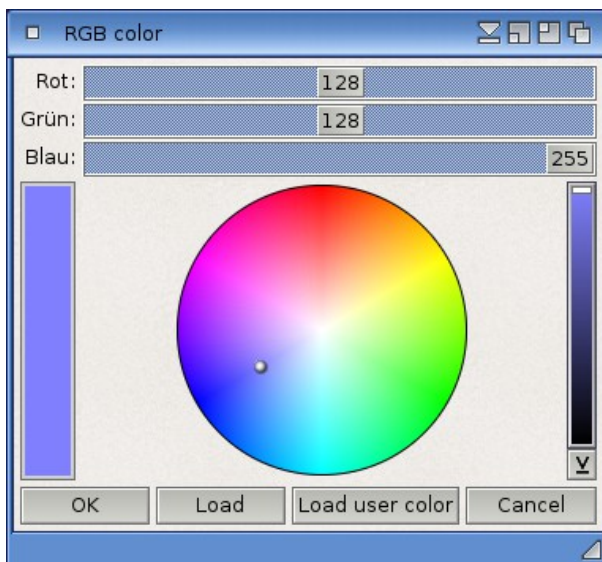 RGB color
Rot: 128
Grün: 128
Blau: 255
V
OK Load Load user color Cancel